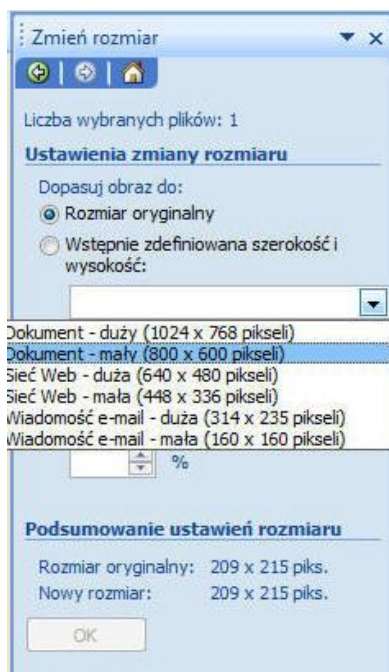 Zmień rozmiar
Liczba wybranych plików: 1
Ustawienia zmiany rozmiaru
Dopasuj obraz do:
Rozmiar oryginalny
Wstępnie zdefiniowana szerokość i
wysokość:
Dokument - duży (1024 x 768 pikseli)
Dokument - mały (800 x 600 pikseli)
Sieć Web - duża (640 x 480 pikseli)
Sieć Web - mała (448 x 336 pikseli)
Wiadomość e-mail - duża (314 x 235 pikseli)
Wiadomość e-mail - mała (160 x 160 pikseli)
%
Podsumowanie ustawień rozmiaru
Rozmiar oryginalny: 209 x 215 piks.
Nowy rozmiar: 209 x 215 piks.
OK